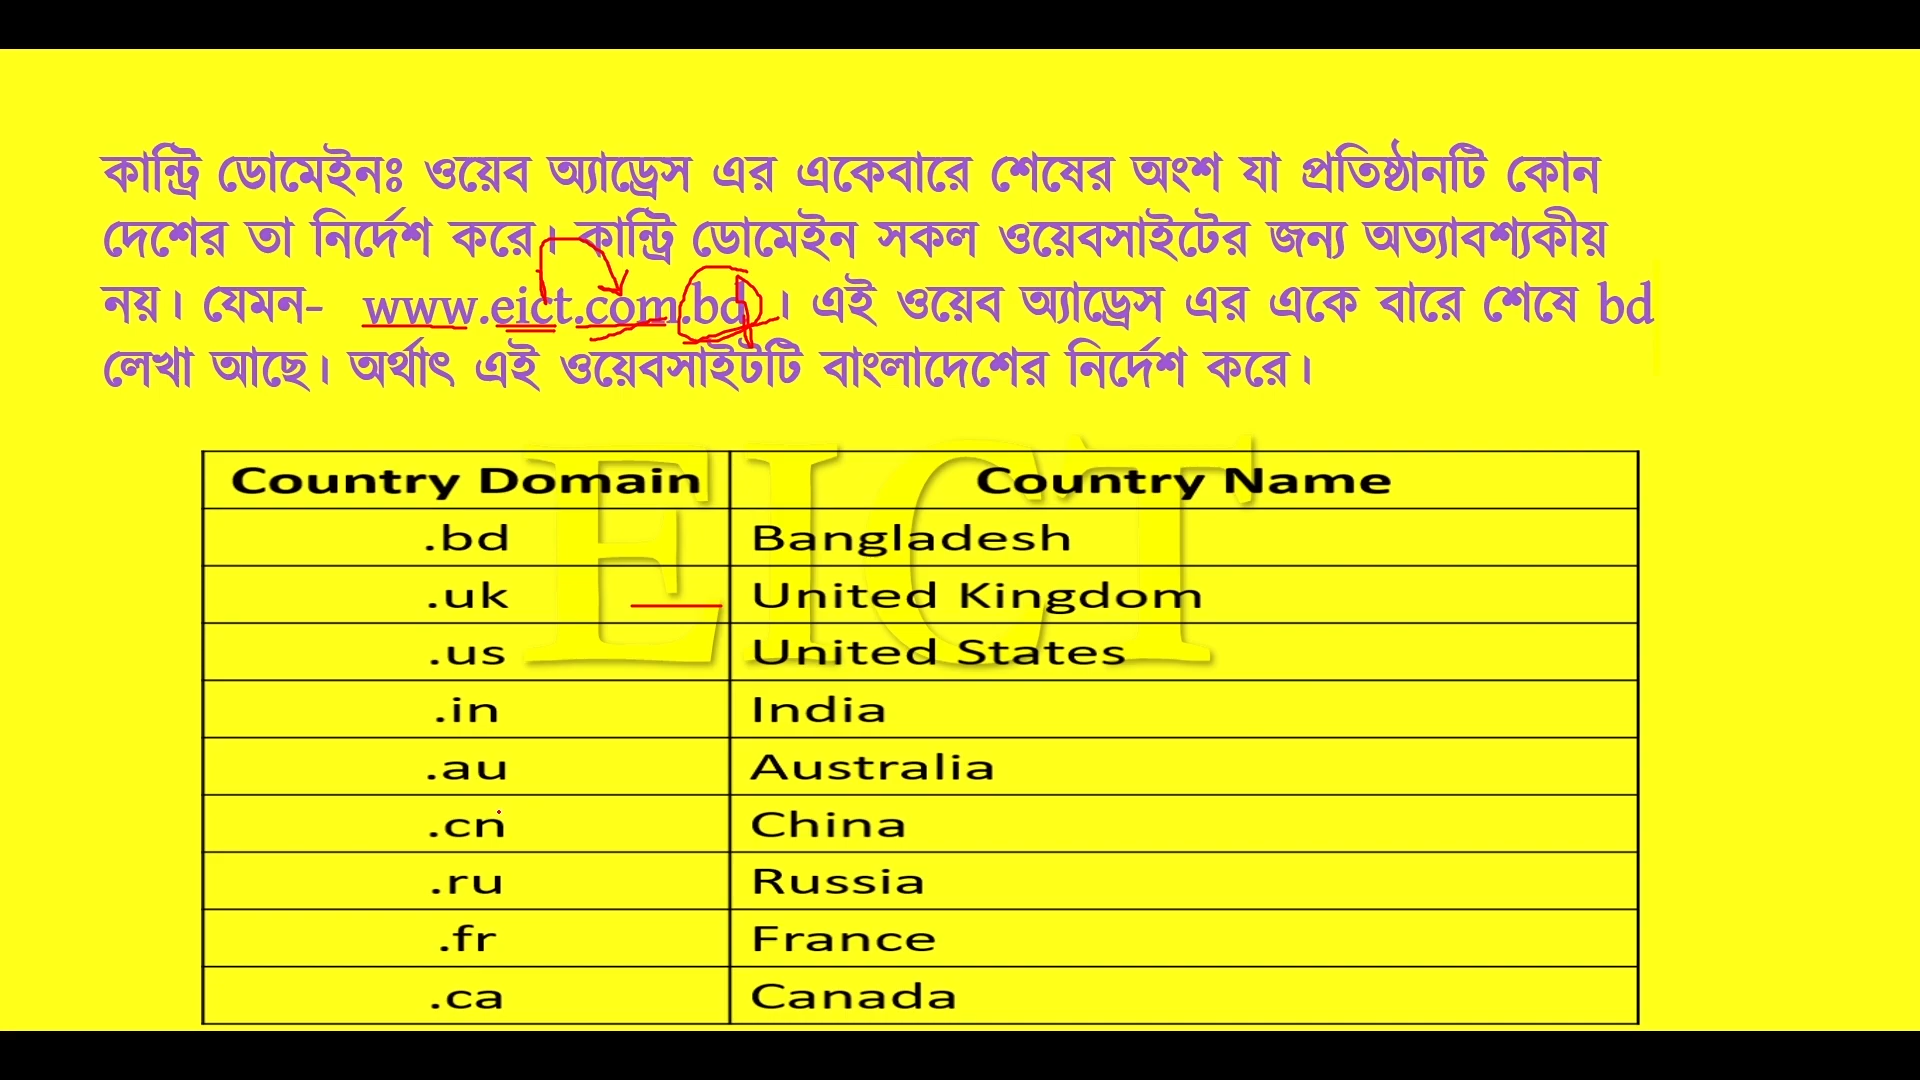 কান্ট্রি ডোমেইনঃ ওয়েব অ্যাড্রেস এর একেবারে শেষের অংশ যা প্রতিষ্ঠানটি কোন
দেশের তা নির্দেশ করে। কান্ট্রি ডোমেইন সকল ওয়েবসাইটের জন্য অত্যাবশ্যকীয়
নয়। যেমন- www.eict.com.bd । এই ওয়েব অ্যাড্রেস এর একে বারে শেষে bd
লেখা আছে। অর্থাৎ এই ওয়েবসাইটটি বাংলাদেশের নির্দেশ করে।
EICT
Country Domain Country Name
.bd Bangladesh
.uk United Kingdom
.us United States
.in India
.au Australia
.cn China
.ru Russia
.fr France
.ca Canada